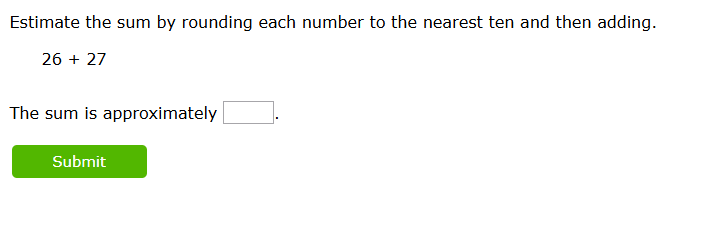 Estimate the sum by rounding each number to the nearest ten and then adding.
26 + 27
The sum is approximately .
Submit